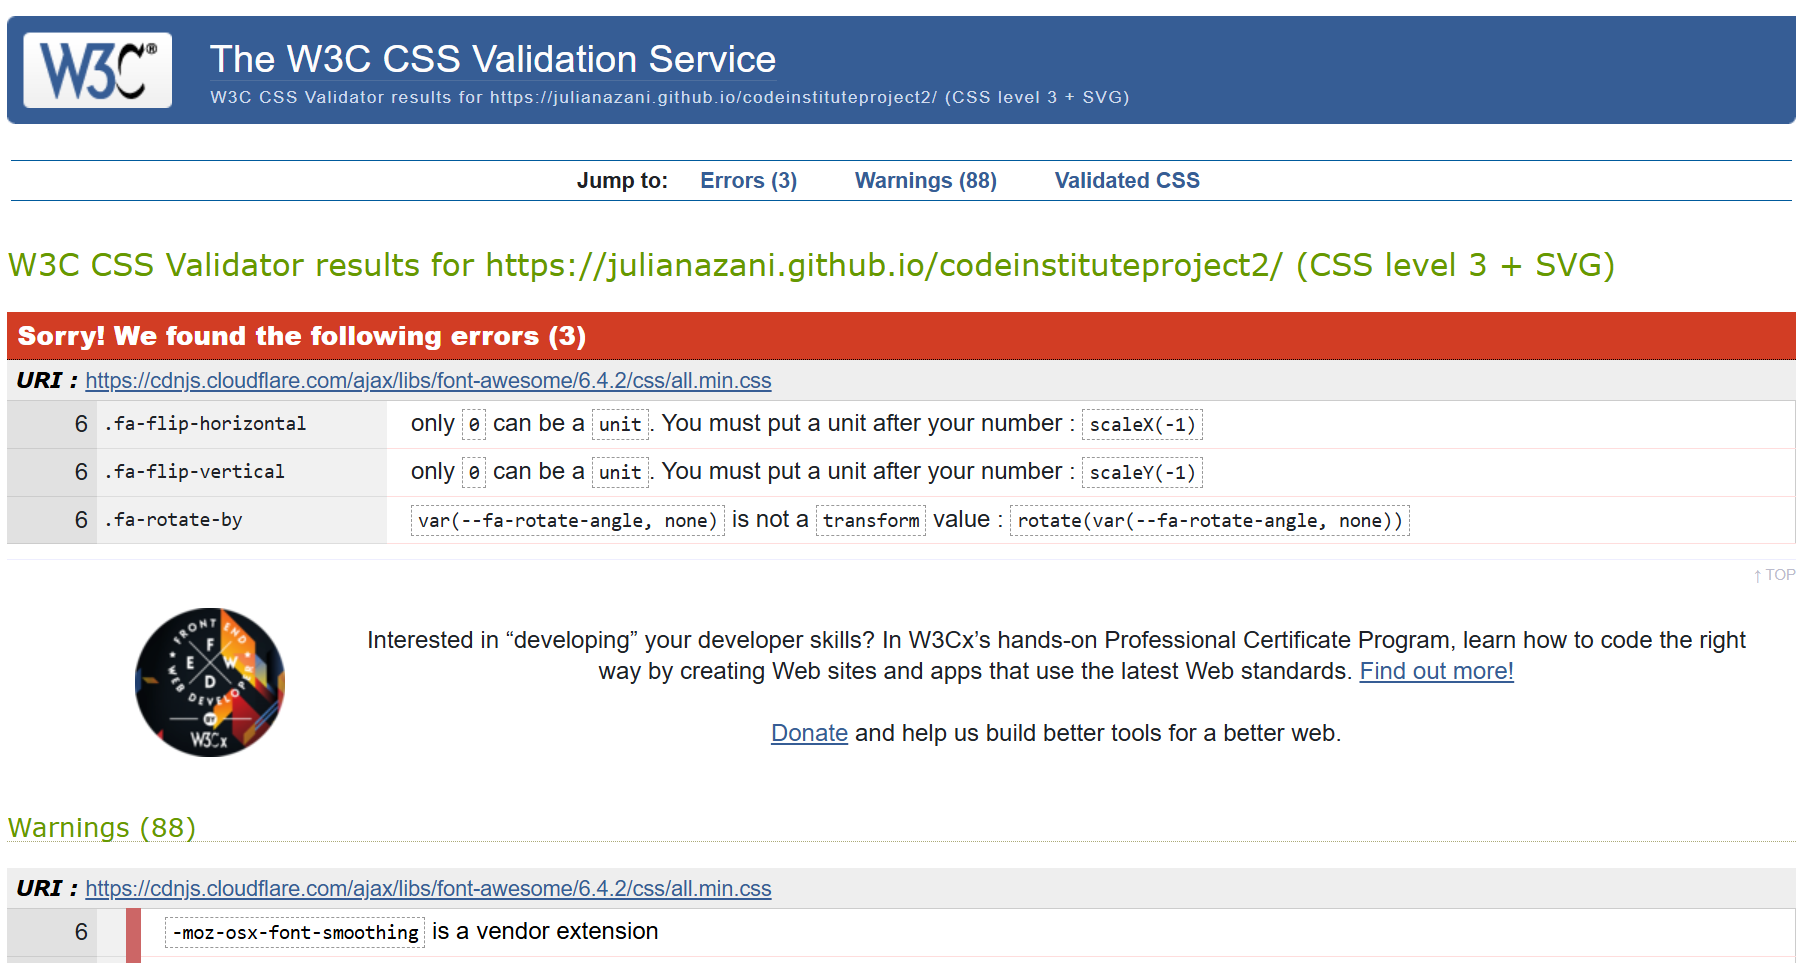 W3C®
The W3C CSS Validation Service
W3C CSS Validator results for https://julianazani.github.io/codeinstituteproject2/ (CSS level 3 + SVG)
Jump to: Errors (3) Warnings (88) Validated CSS
W3C CSS Validator results for https://julianazani.github.io/codeinstituteproject2/ (CSS level 3 + SVG)
Sorry! We found the following errors (3)
URI : https://cdnjs.cloudflare.com/ajax/libs/font-awesome/6.4.2/css/all.min.css
6 .fa-flip-horizontal only 0 can be a unit. You must put a unit after your number : scaleX(-1)
6 .fa-flip-vertical only 0 can be a unit. You must put a unit after your number : scaleY(-1)
6 .fa-rotate-by var(--fa-rotate-angle, none) is not a transform value : rotate(var(--fa-rotate-angle, none))
↑ TOP
FRONT END
F
E W
D
WEB DEVELOPER
BY
W3Cx
Interested in “developing” your developer skills? In W3Cx’s hands-on Professional Certificate Program, learn how to code the right
way by creating Web sites and apps that use the latest Web standards. Find out more!
Donate and help us build better tools for a better web.
Warnings (88)
URI : https://cdnjs.cloudflare.com/ajax/libs/font-awesome/6.4.2/css/all.min.css
6 -moz-osx-font-smoothing is a vendor extension